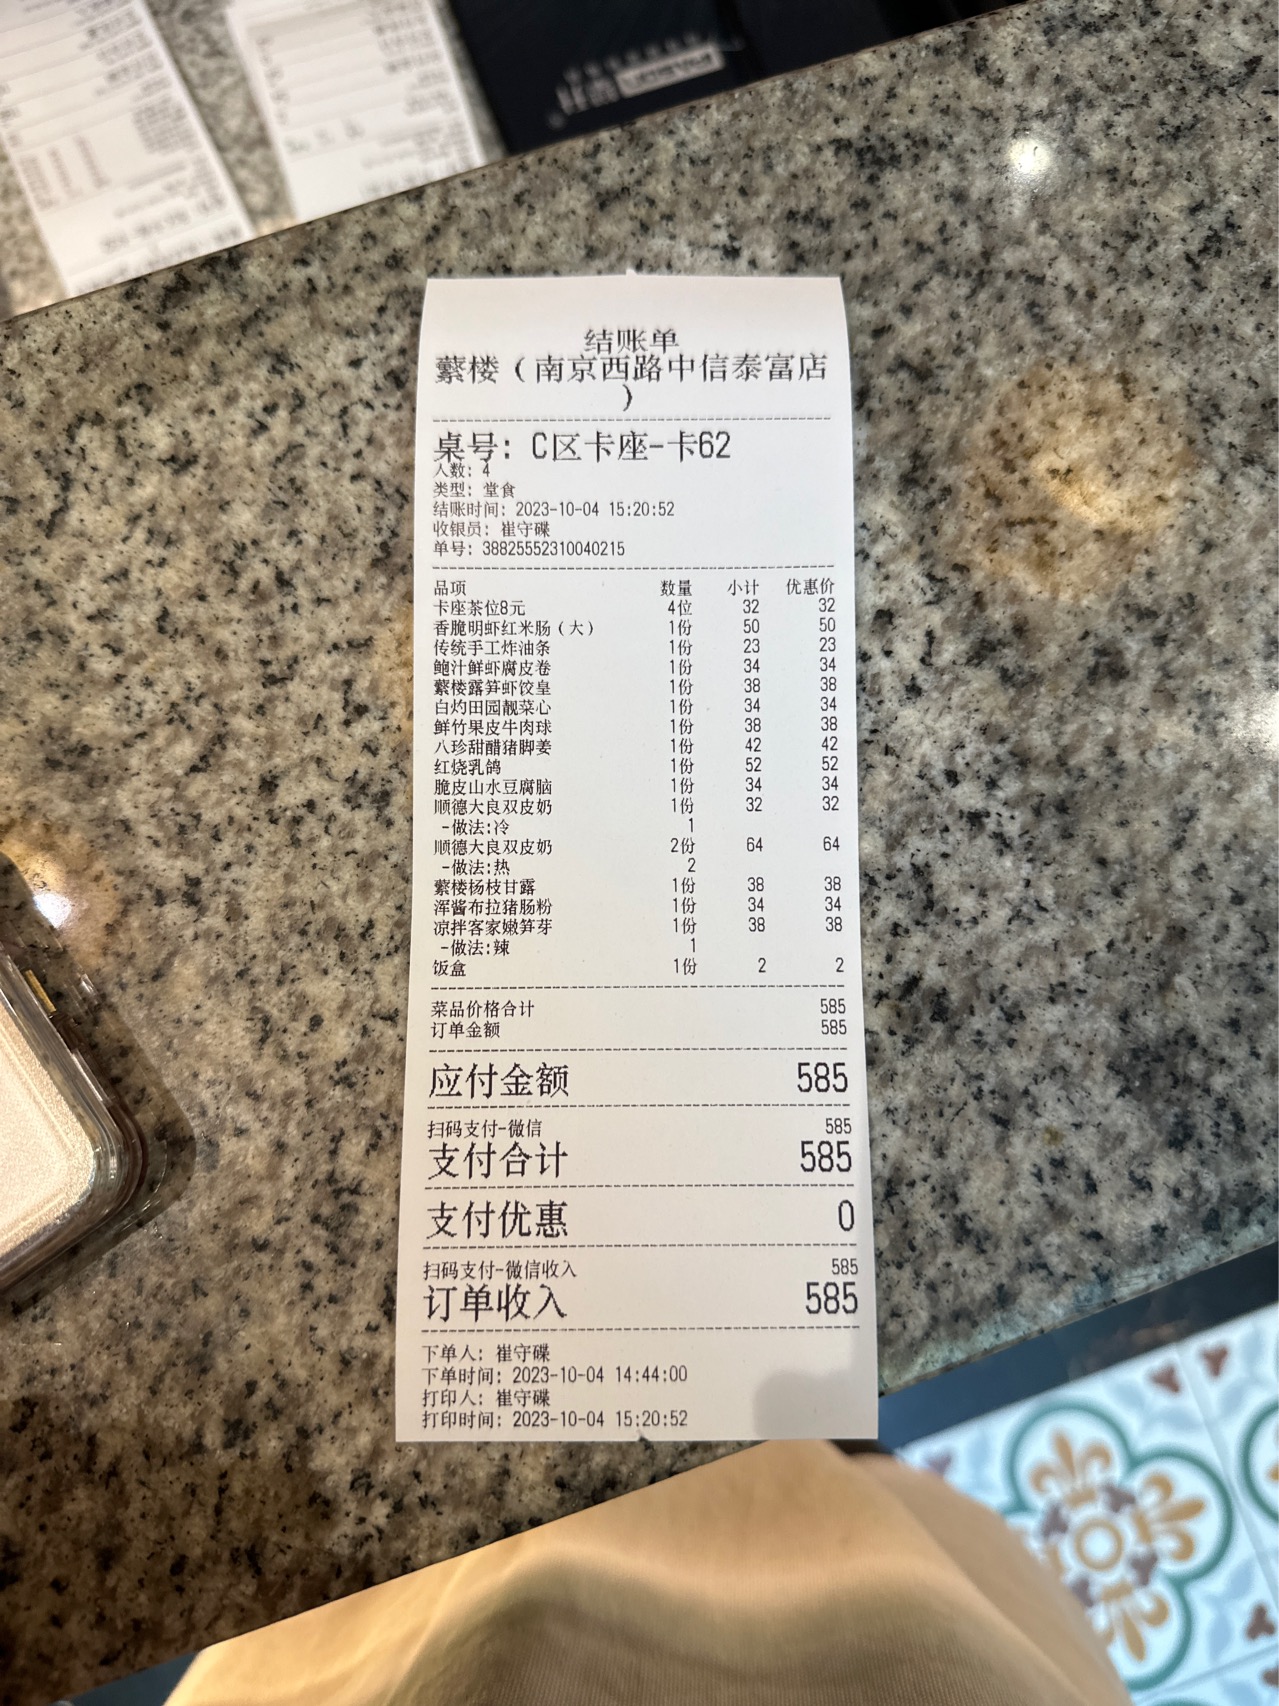 结账单
蘩楼（南京西路中信泰富店
）
桌号: C区卡座-卡62
人数: 4
类型: 堂食
结账时间: 2023-10-04 15:20:52
收银员: 崔守碟
单号: 38825552310040215
品项 数量 小计 优惠价
卡座茶位8元 4位 32 32
香脆明虾红米肠（大） 1份 50 50
传统手工炸油条 1份 23 23
鲍汁鲜虾腐皮卷 1份 34 34
蘩楼露笋虾饺皇 1份 38 38
白灼田园靓菜心 1份 34 34
鲜竹果皮牛肉球 1份 38 38
八珍甜醋猪脚姜 1份 42 42
红烧乳鸽 1份 52 52
脆皮山水豆腐脑 1份 34 34
顺德大良双皮奶 1份 32 32
-做法:冷 1
顺德大良双皮奶 2份 64 64
-做法:热 2
蘩楼杨枝甘露 1份 38 38
浑酱布拉猪肠粉 1份 34 34
凉拌客家嫩笋芽 1份 38 38
-做法:辣 1
饭盒 1份 2 2
菜品价格合计 585
订单金额 585
应付金额 585
扫码支付-微信 585
支付合计 585
支付优惠 0
扫码支付-微信收入 585
订单收入 585
下单人: 崔守碟
下单时间: 2023-10-04 14:44:00
打印人: 崔守碟
打印时间: 2023-10-04 15:20:52